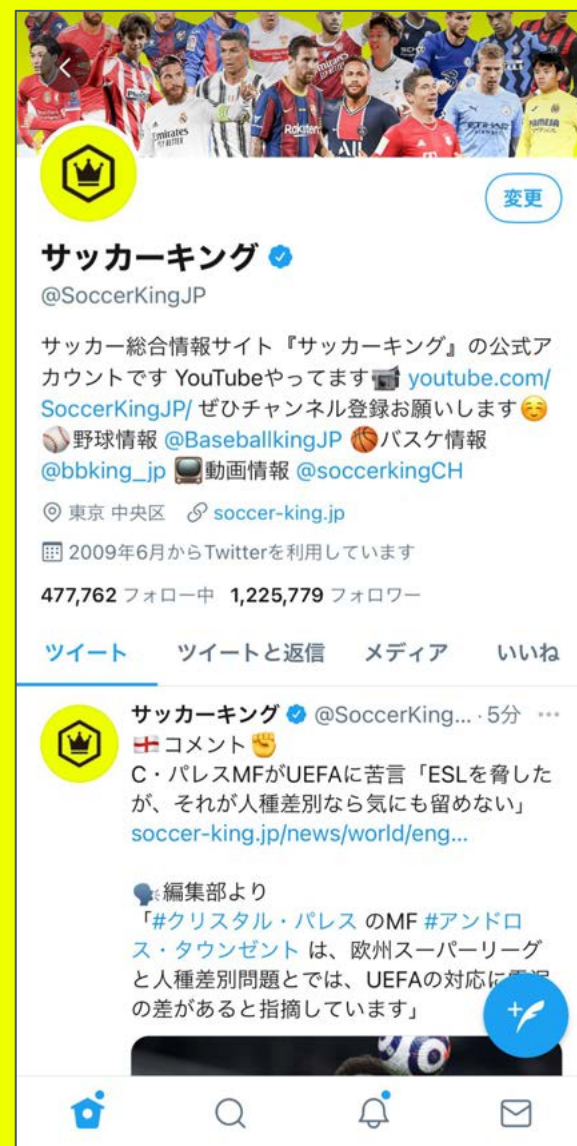 Emirates
FLY BETTER
Rakuten
ETIHAD
AIRWAYS
PAMESA
変更
サッカーキング
@SoccerKingJP
サッカー総合情報サイト『サッカーキング』の公式ア
カウントです YouTubeやってます🎥 youtube.com/
SoccerKingJP/ ぜひチャンネル登録お願いします☺️
⚾野球情報 @BaseballkingJP 🏀バスケ情報
@bbking_jp 📺動画情報 @soccerkingCH
東京 中央区 soccer-king.jp
2009年6月からTwitterを利用しています
477,762 フォロー中 1,225,779 フォロワー
ツイート ツイートと返信 メディア いいね
サッカーキング @SoccerKing... · 5分 ···
🏴󠁧󠁢󠁥󠁮󠁧󠁿コメント✊
C・パレスMFがUEFAに苦言「ESLを脅した
が、それが人種差別なら気にも留めない」
soccer-king.jp/news/world/eng...
🗣編集部より
「#クリスタル・パレス のMF #アンドロ
ス・タウンゼント は、欧州スーパーリーグ
と人種差別問題とでは、UEFAの対応に
の差があると指摘しています」